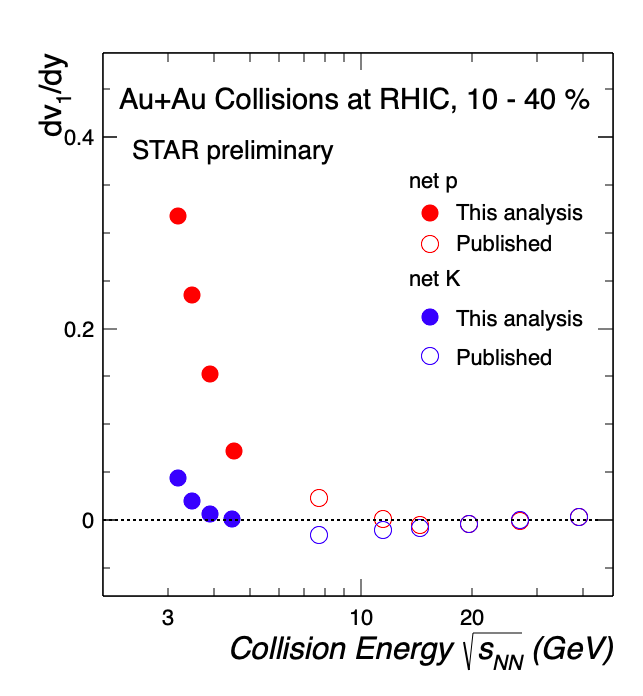 dv₁/dy
Au+Au Collisions at RHIC, 10 - 40 %
0.4
STAR preliminary
net p
This analysis
Published
net K
This analysis
Published
0.2
0
3
10
20
Collision Energy √s_NN (GeV)